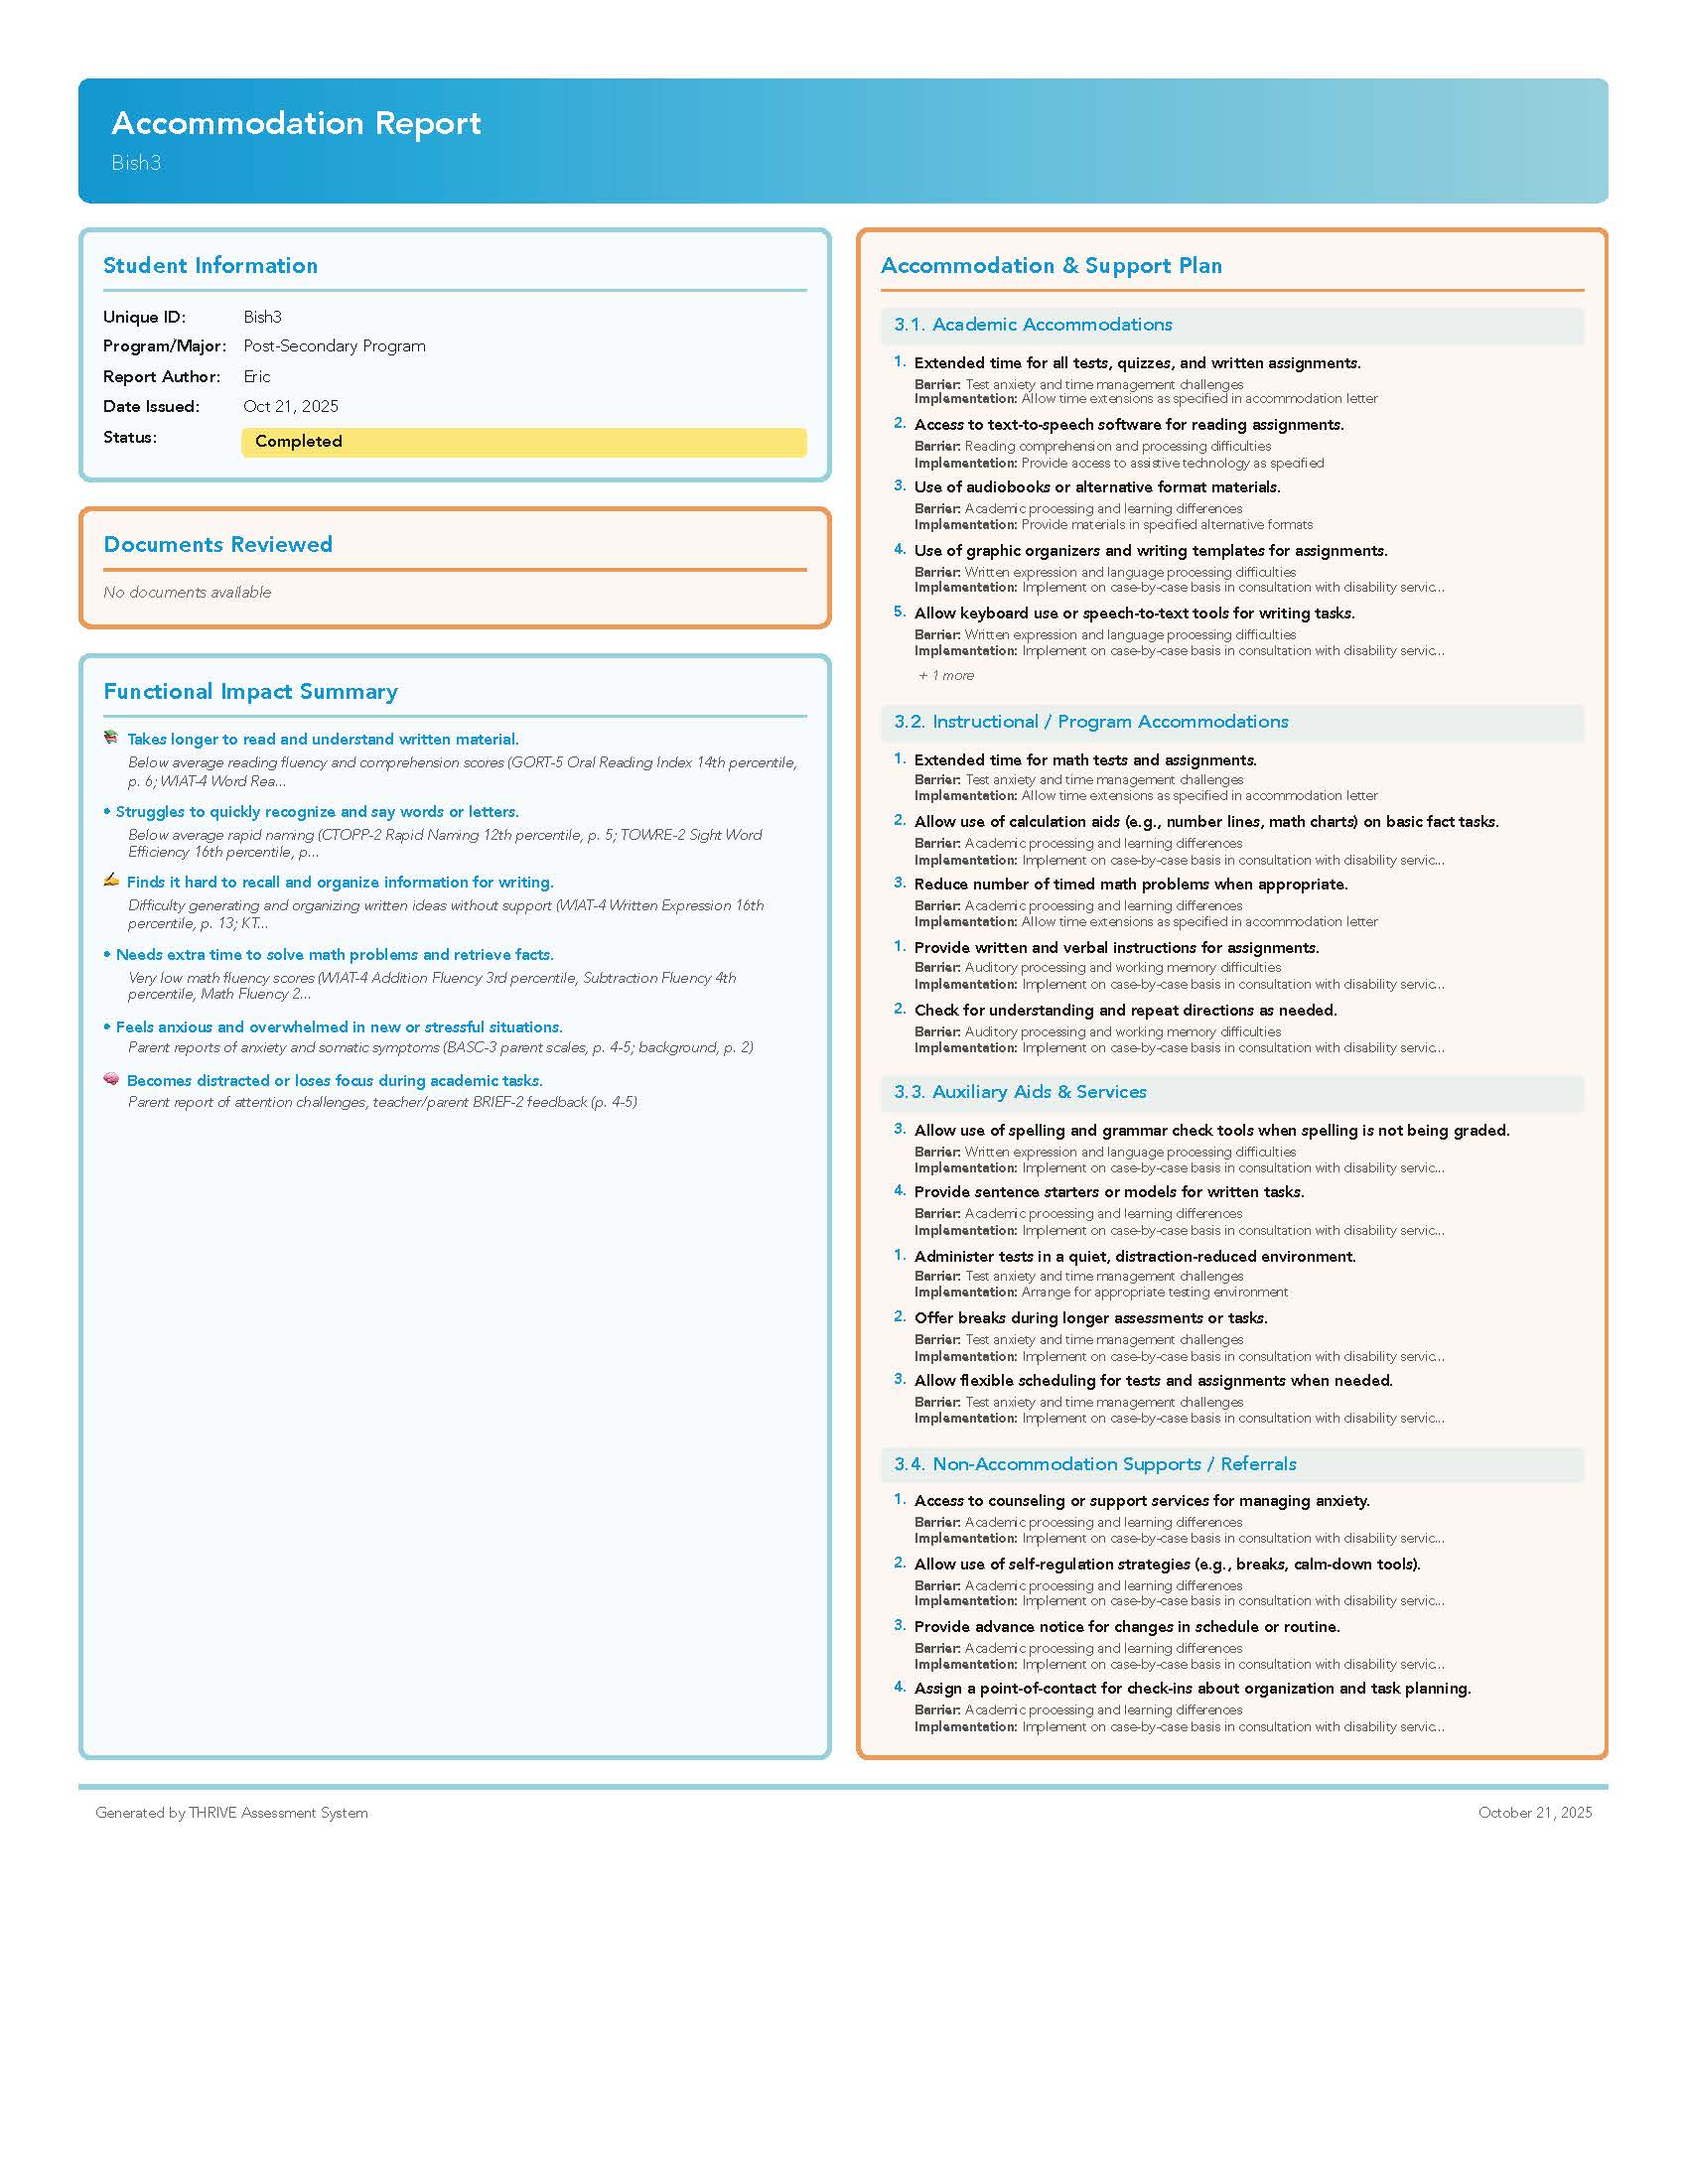 Accommodation Report
Bish3
Student Information
Unique ID: Bish3
Program/Major: Post-Secondary Program
Report Author: Eric
Date Issued: Oct 21, 2025
Status: Completed
Documents Reviewed
No documents available
Functional Impact Summary
Takes longer to read and understand written material.
Below average reading fluency and comprehension scores (GORT-5 Oral Reading Index 14th percentile,
p. 6; WIAT-4 Word Rea...
• Struggles to quickly recognize and say words or letters.
Below average rapid naming (CTOPP-2 Rapid Naming 12th percentile, p. 5; TOWRE-2 Sight Word
Efficiency 16th percentile, p...
Finds it hard to recall and organize information for writing.
Difficulty generating and organizing written ideas without support (WIAT-4 Written Expression 16th
percentile, p. 13; KT...
• Needs extra time to solve math problems and retrieve facts.
Very low math fluency scores (WIAT-4 Addition Fluency 3rd percentile, Subtraction Fluency 4th
percentile, Math Fluency 2...
• Feels anxious and overwhelmed in new or stressful situations.
Parent reports of anxiety and somatic symptoms (BASC-3 parent scales, p. 4-5; background, p. 2)
Becomes distracted or loses focus during academic tasks.
Parent report of attention challenges, teacher/parent BRIEF-2 feedback (p. 4-5)
Accommodation & Support Plan
3.1. Academic Accommodations
1. Extended time for all tests, quizzes, and written assignments.
Barrier: Test anxiety and time management challenges
Implementation: Allow time extensions as specified in accommodation letter
2. Access to text-to-speech software for reading assignments.
Barrier: Reading comprehension and processing difficulties
Implementation: Provide access to assistive technology as specified
3. Use of audiobooks or alternative format materials.
Barrier: Academic processing and learning differences
Implementation: Provide materials in specified alternative formats
4. Use of graphic organizers and writing templates for assignments.
Barrier: Written expression and language processing difficulties
Implementation: Implement on case-by-case basis in consultation with disability servic...
5. Allow keyboard use or speech-to-text tools for writing tasks.
Barrier: Written expression and language processing difficulties
Implementation: Implement on case-by-case basis in consultation with disability servic...
+ 1 more
3.2. Instructional / Program Accommodations
1. Extended time for math tests and assignments.
Barrier: Test anxiety and time management challenges
Implementation: Allow time extensions as specified in accommodation letter
2. Allow use of calculation aids (e.g., number lines, math charts) on basic fact tasks.
Barrier: Academic processing and learning differences
Implementation: Implement on case-by-case basis in consultation with disability servic...
3. Reduce number of timed math problems when appropriate.
Barrier: Academic processing and learning differences
Implementation: Allow time extensions as specified in accommodation letter
1. Provide written and verbal instructions for assignments.
Barrier: Auditory processing and working memory difficulties
Implementation: Implement on case-by-case basis in consultation with disability servic...
2. Check for understanding and repeat directions as needed.
Barrier: Auditory processing and working memory difficulties
Implementation: Implement on case-by-case basis in consultation with disability servic...
3.3. Auxiliary Aids & Services
3. Allow use of spelling and grammar check tools when spelling is not being graded.
Barrier: Written expression and language processing difficulties
Implementation: Implement on case-by-case basis in consultation with disability servic...
4. Provide sentence starters or models for written tasks.
Barrier: Academic processing and learning differences
Implementation: Implement on case-by-case basis in consultation with disability servic...
1. Administer tests in a quiet, distraction-reduced environment.
Barrier: Test anxiety and time management challenges
Implementation: Arrange for appropriate testing environment
2. Offer breaks during longer assessments or tasks.
Barrier: Test anxiety and time management challenges
Implementation: Implement on case-by-case basis in consultation with disability servic...
3. Allow flexible scheduling for tests and assignments when needed.
Barrier: Test anxiety and time management challenges
Implementation: Implement on case-by-case basis in consultation with disability servic...
3.4. Non-Accommodation Supports / Referrals
1. Access to counseling or support services for managing anxiety.
Barrier: Academic processing and learning differences
Implementation: Implement on case-by-case basis in consultation with disability servic...
2. Allow use of self-regulation strategies (e.g., breaks, calm-down tools).
Barrier: Academic processing and learning differences
Implementation: Implement on case-by-case basis in consultation with disability servic...
3. Provide advance notice for changes in schedule or routine.
Barrier: Academic processing and learning differences
Implementation: Implement on case-by-case basis in consultation with disability servic...
4. Assign a point-of-contact for check-ins about organization and task planning.
Barrier: Academic processing and learning differences
Implementation: Implement on case-by-case basis in consultation with disability servic...
Generated by THRIVE Assessment System
October 21, 2025